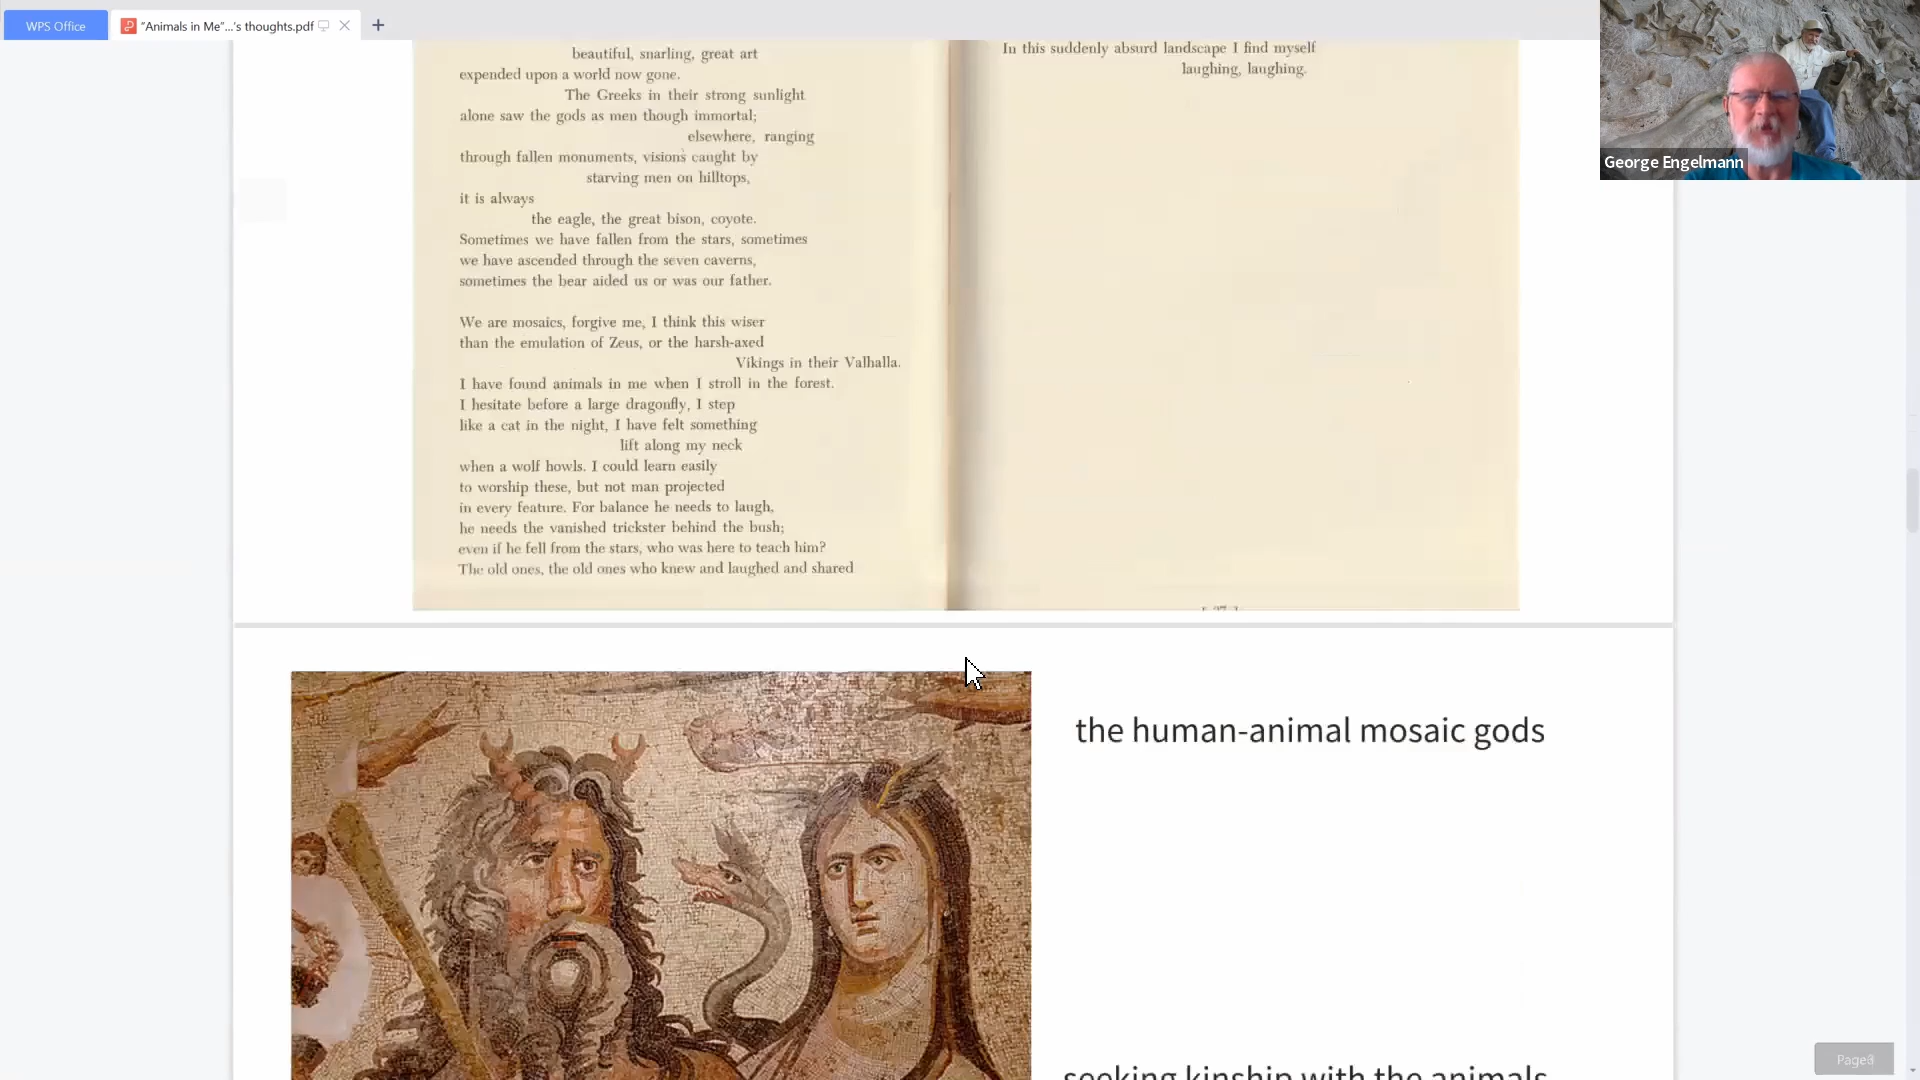 WPS Office
"Animals in Me"...'s thoughts.pdf
beautiful, snarling, great art
expended upon a world now gone.
The Greeks in their strong sunlight
alone saw the gods as men though immortal;
elsewhere, ranging
through fallen monuments, visions caught by
starving men on hilltops,
it is always
the eagle, the great bison, coyote.
Sometimes we have fallen from the stars, sometimes
we have ascended through the seven caverns,
sometimes the bear aided us or was our father.
We are mosaics, forgive me, I think this wiser
than the emulation of Zeus, or the harsh-axed
Vikings in their Valhalla.
I have found animals in me when I stroll in the forest.
I hesitate before a large dragonfly, I step
like a cat in the night, I have felt something
lift along my neck
when a wolf howls. I could learn easily
to worship these, but not man projected
in every feature. For balance he needs to laugh,
he needs the vanished trickster behind the bush;
even if he fell from the stars, who was here to teach him?
The old ones, the old ones who knew and laughed and shared
In this suddenly absurd landscape I find myself
laughing, laughing.
George Engelmann
the human-animal mosaic gods
seeking kinship with the animals